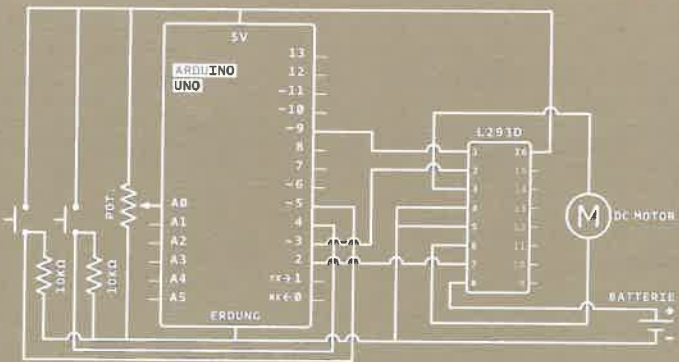 5V
ARDUINO
UNO
13
12
~11
~10
~9
8
7
~6
~5
4
~3
2
TX→1
RX←0
A0
A1
A2
A3
A4
A5
ERDUNG
POT.
10KΩ
10KΩ
L293D
1 16
2 15
3 14
4 13
5 12
6 11
7 10
8 9
M
DC MOTOR
BATTERIE
+
-